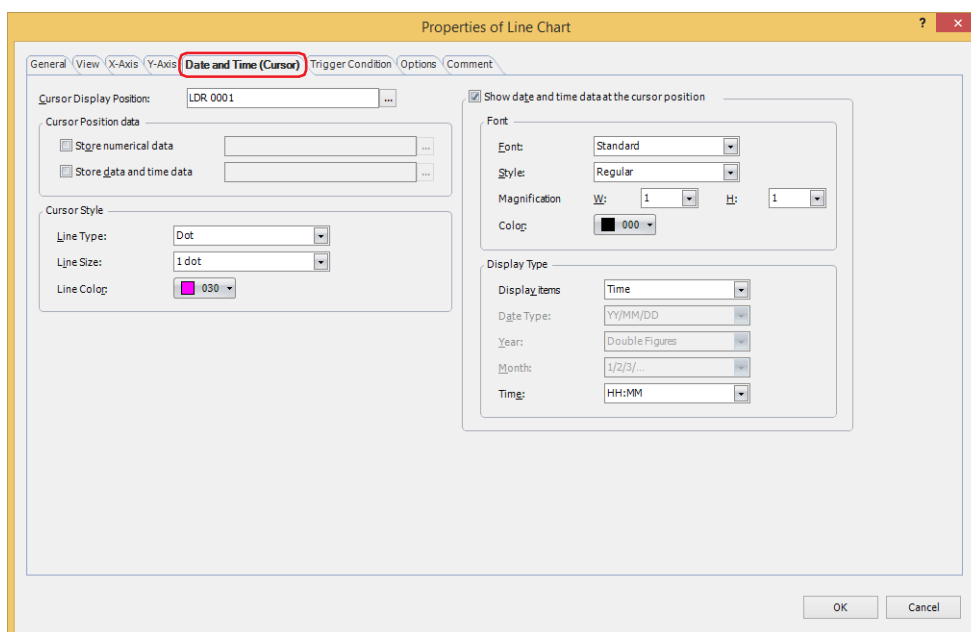 Properties of Line Chart
?
×
General View X-Axis Y-Axis Date and Time (Cursor) Trigger Condition Options Comment
Cursor Display Position: LDR 0001 ...
Cursor Position data
Store numerical data ...
Store data and time data ...
Cursor Style
Line Type: Dot
Line Size: 1 dot
Line Color: 030
Show date and time data at the cursor position
Font
Font: Standard
Style: Regular
Magnification W: 1 H: 1
Color: 000
Display Type
Display items Time
Date Type: YY/MM/DD
Year: Double Figures
Month: 1/2/3/...
Time: HH:MM
OK Cancel